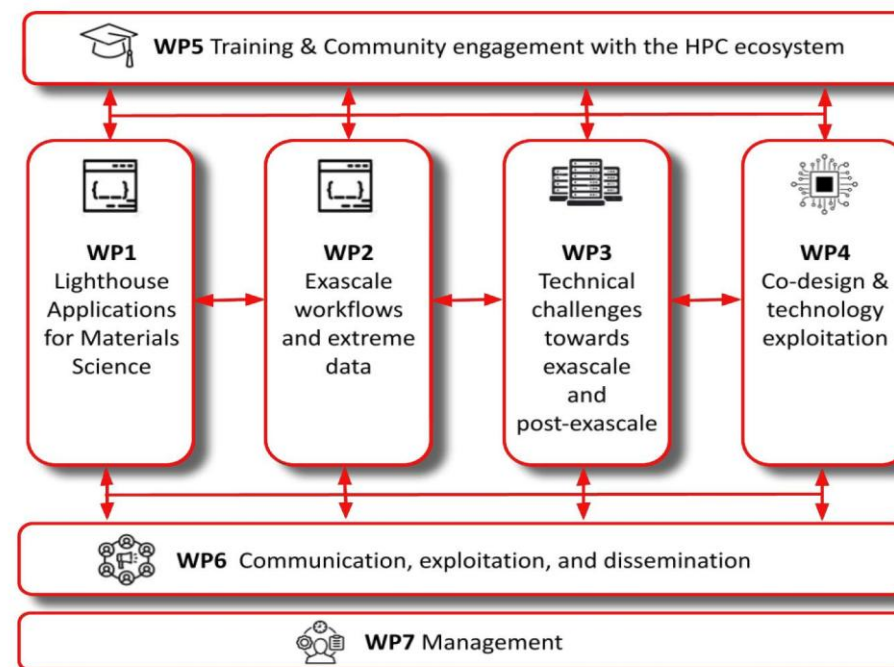 WP5 Training & Community engagement with the HPC ecosystem
{__}
WP1
Lighthouse
Applications
for Materials
Science
{__}
WP2
Exascale
workflows
and extreme
data
WP3
Technical
challenges
towards
exascale
and
post-exascale
WP4
Co-design &
technology
exploitation
WP6 Communication, exploitation, and dissemination
WP7 Management